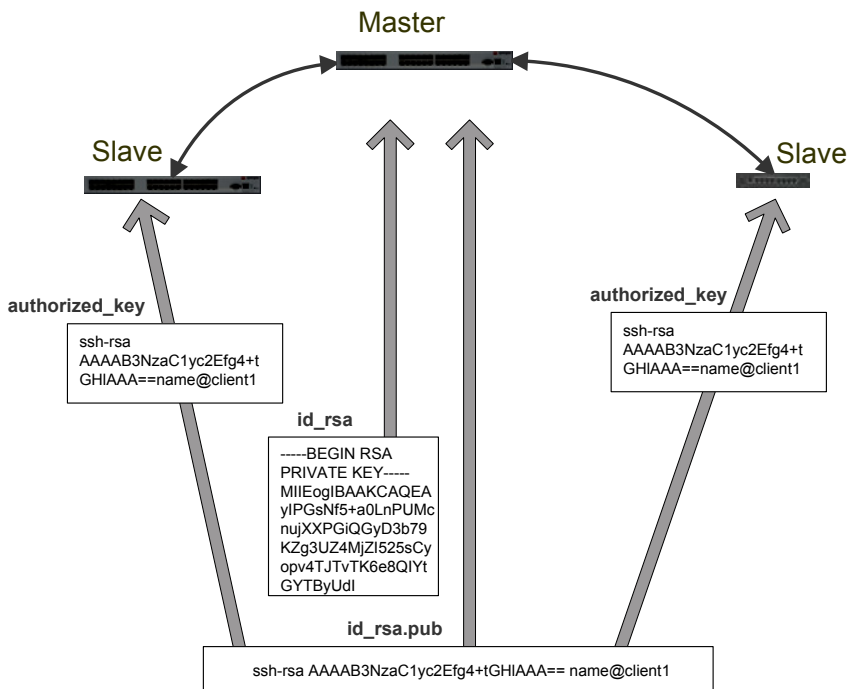 Master
Slave
Slave
authorized_key
ssh-rsa
AAAAB3NzaC1yc2Efg4+t
GHIAAA==name@client1
authorized_key
ssh-rsa
AAAAB3NzaC1yc2Efg4+t
GHIAAA==name@client1
id_rsa
-----BEGIN RSA
PRIVATE KEY-----
MIIEogIBAAKCAQEA
yIPGsNf5+a0LnPUMc
nujXXPGiQGyD3b79
KZg3UZ4MjZI525sCy
opv4TJTvTK6e8QIYt
GYTByUdI
id_rsa.pub
ssh-rsa AAAAB3NzaC1yc2Efg4+tGHIAAA== name@client1